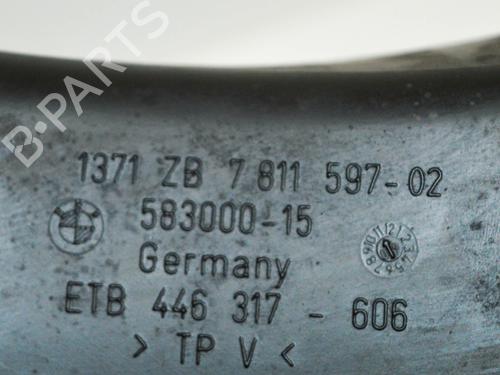 B-PARTS
1371 ZB 7 811 597-02
583000-15
Germany
ETB 446 317 - 606
> TP V <